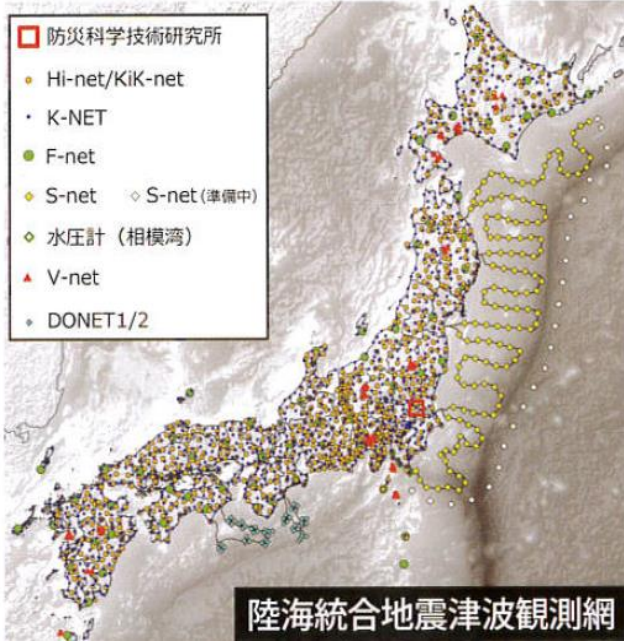 防災科学技術研究所
Hi-net/KiK-net
K-NET
F-net
S-net S-net(準備中)
水圧計（相模湾）
V-net
DONET1/2
陸海統合地震津波観測網